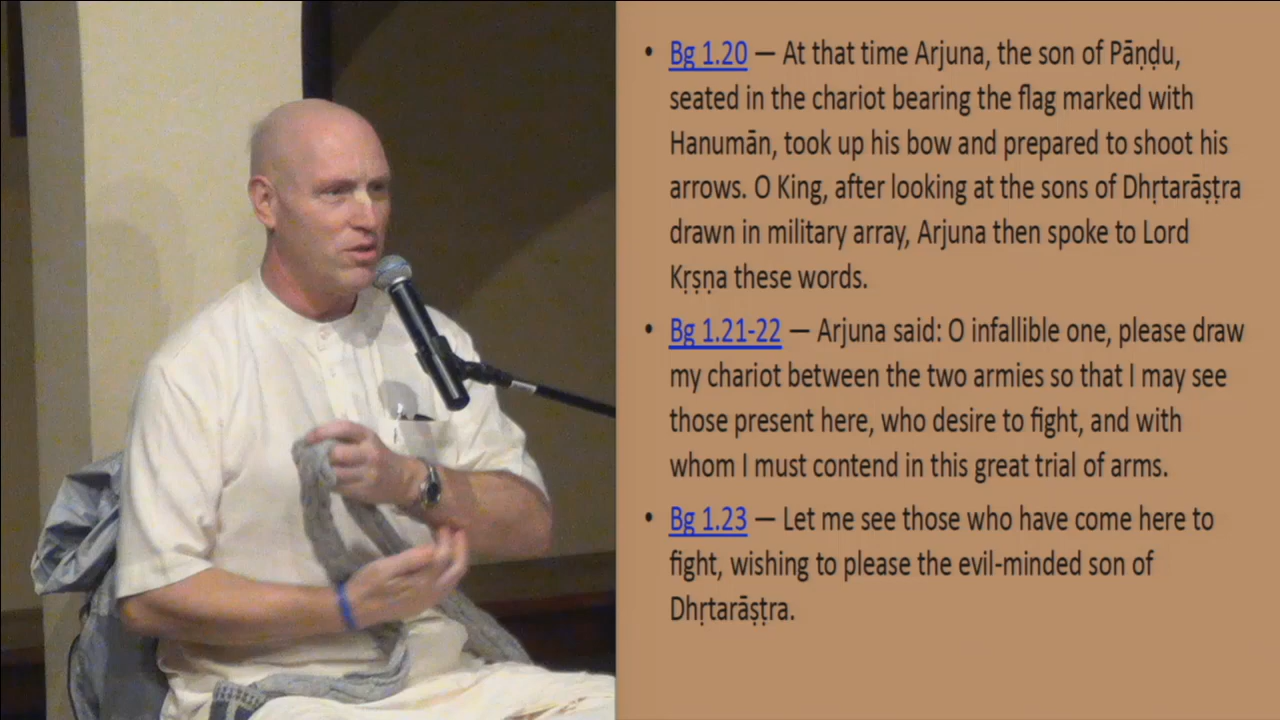 • Bg 1.20 — At that time Arjuna, the son of Pāṇḍu,
seated in the chariot bearing the flag marked with
Hanumān, took up his bow and prepared to shoot his
arrows. O King, after looking at the sons of Dhṛtarāṣṭra
drawn in military array, Arjuna then spoke to Lord
Kṛṣṇa these words.
• Bg 1.21-22 — Arjuna said: O infallible one, please draw
my chariot between the two armies so that I may see
those present here, who desire to fight, and with
whom I must contend in this great trial of arms.
• Bg 1.23 — Let me see those who have come here to
fight, wishing to please the evil-minded son of
Dhṛtarāṣṭra.